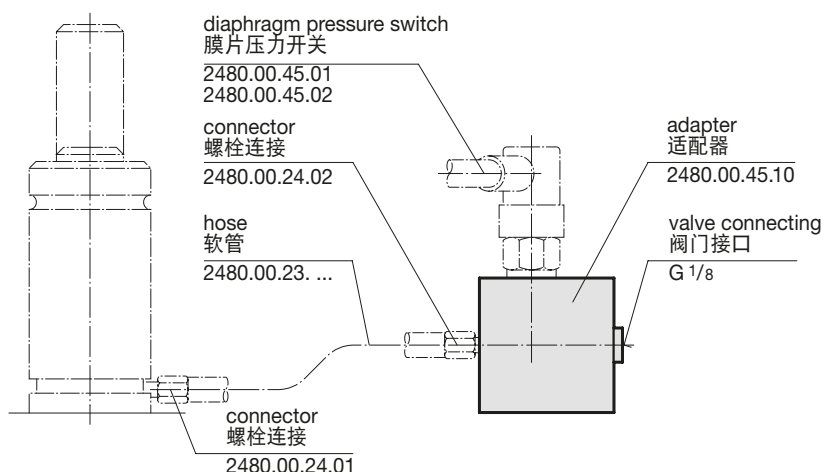 diaphragm pressure switch
膜片压力开关
2480.00.45.01
2480.00.45.02
connector
螺栓连接
2480.00.24.02
hose
软管
2480.00.23. ...
adapter
适配器
2480.00.45.10
valve connecting
阀门接口
G 1/8
connector
螺栓连接
2480.00.24.01